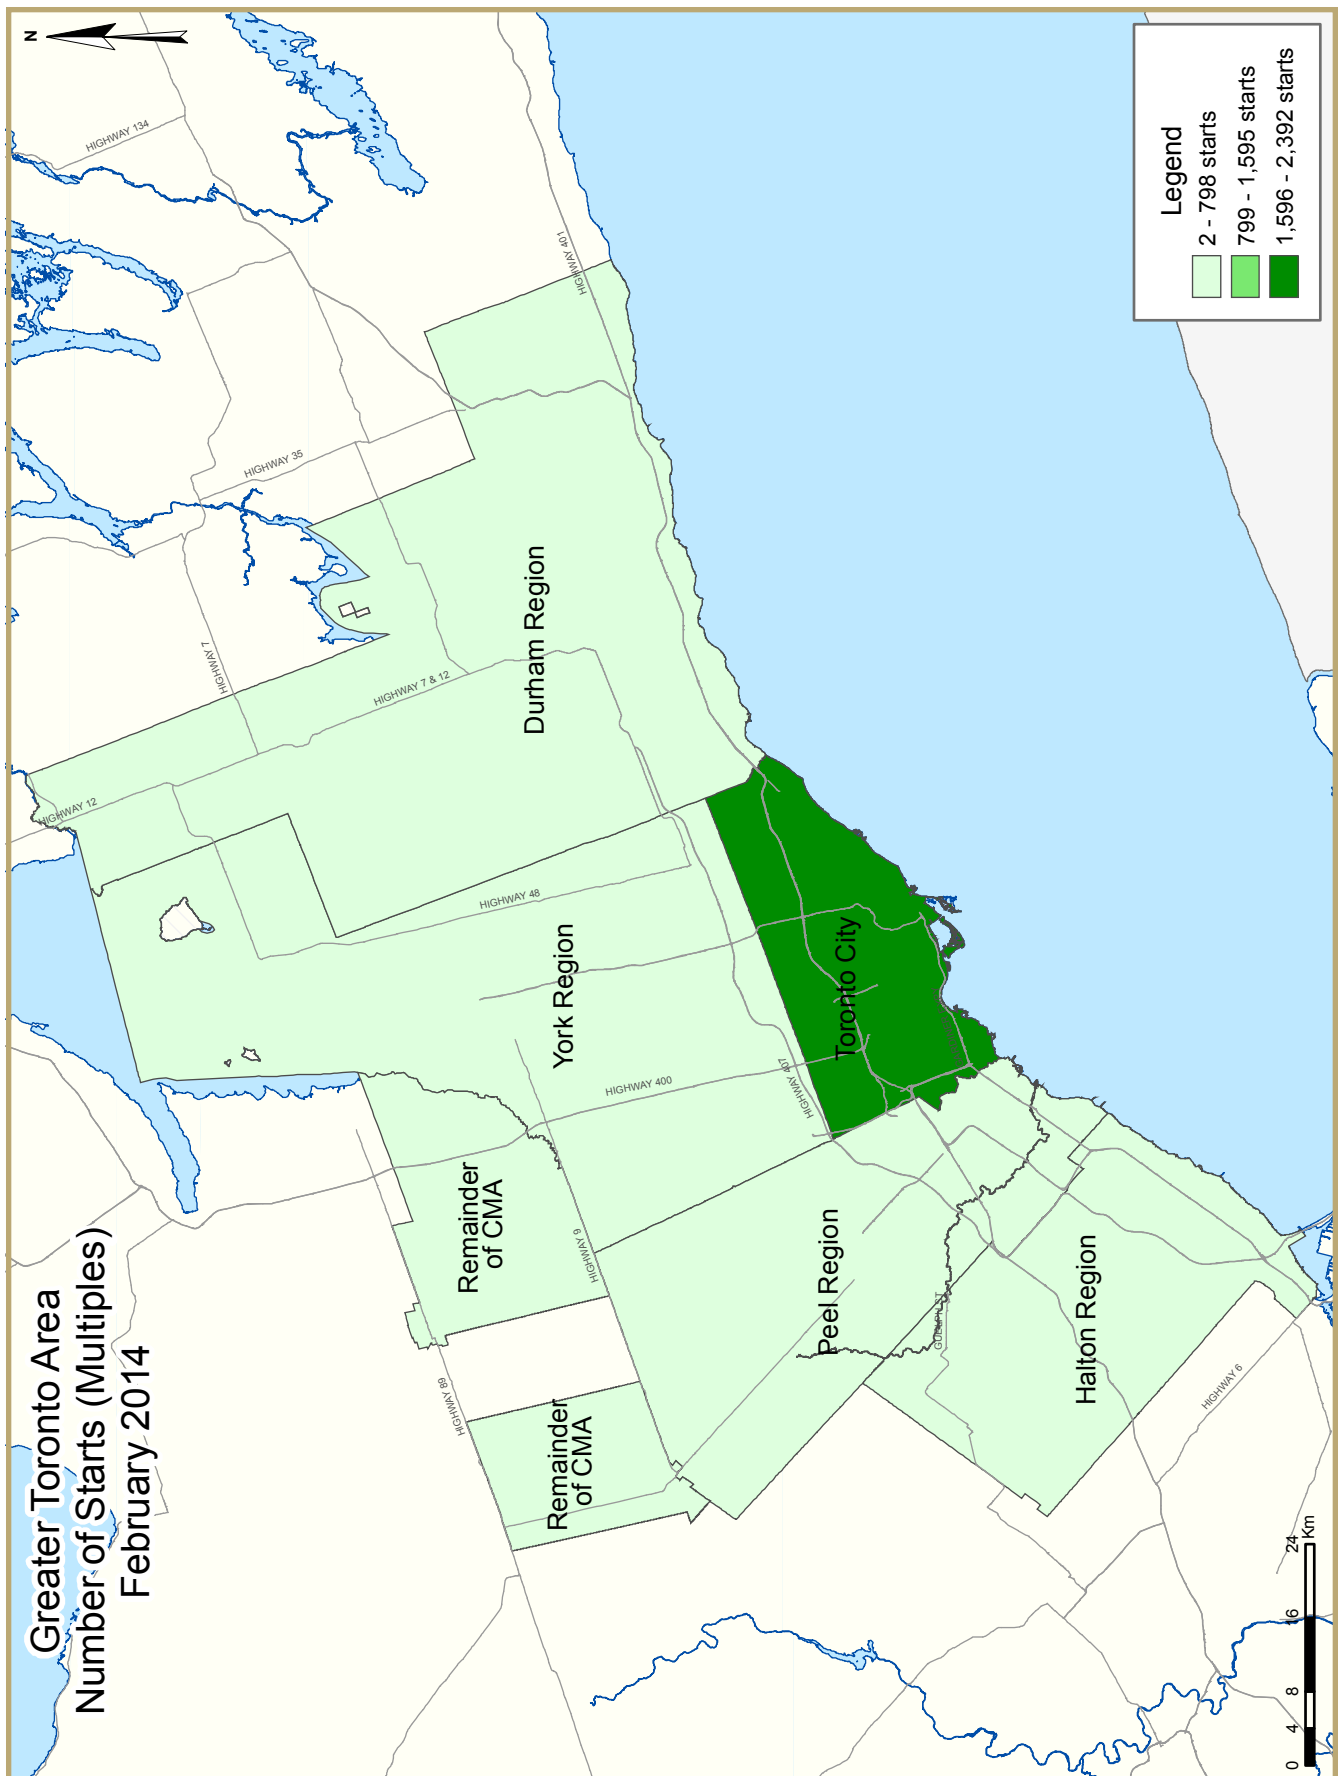 Greater Toronto Area
Number of Starts (Multiples)
February 2014
N
HIGHWAY 134
HIGHWAY 401
HIGHWAY 35
HIGHWAY 7
HIGHWAY 7 & 12
HIGHWAY 12
Durham Region
HIGHWAY 48
York Region
HIGHWAY 400
HIGHWAY 407
Toronto City
Remainder
of CMA
HIGHWAY 9
HIGHWAY 89
Remainder
of CMA
Peel Region
GUELPH ST
Halton Region
HIGHWAY 6
Legend
2 - 798 starts
799 - 1,595 starts
1,596 - 2,392 starts
0 4 8 16 24
Km